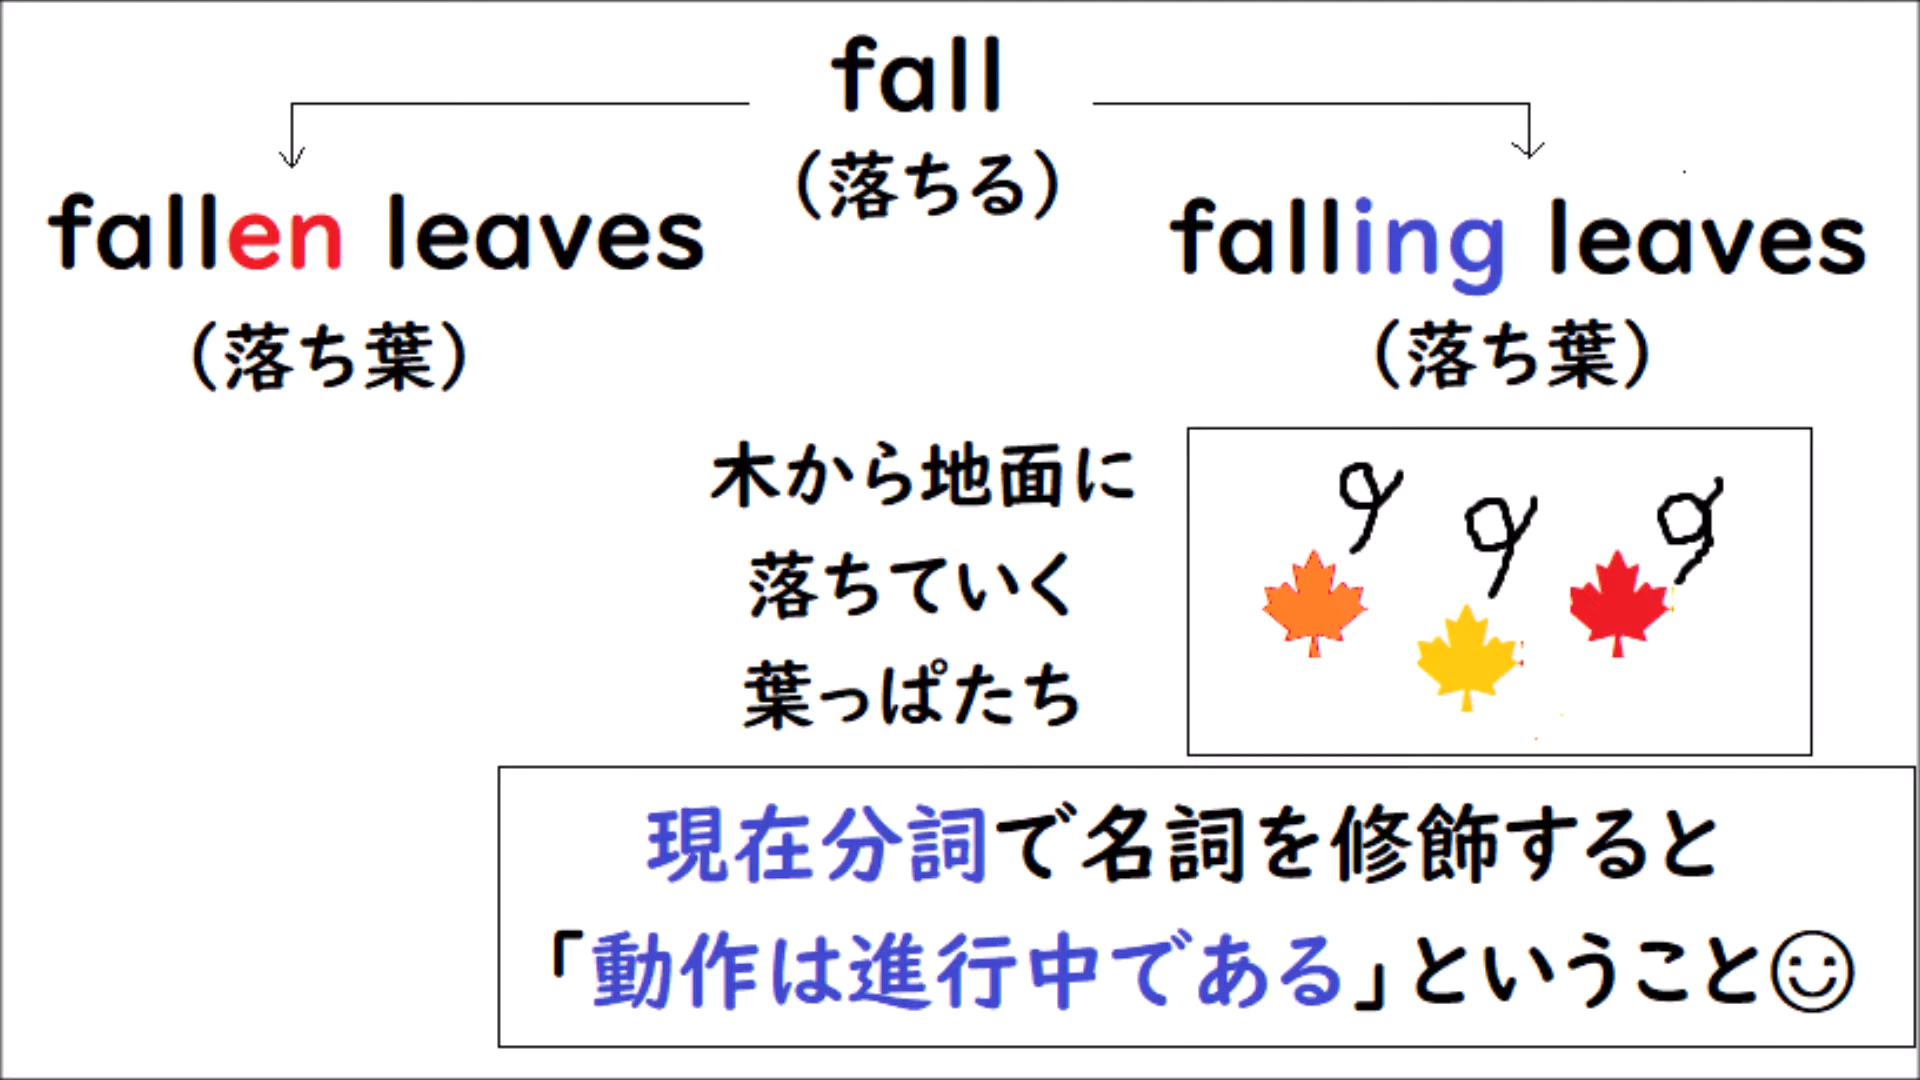 fall
（落ちる）
fallen leaves
（落ち葉）
falling leaves
（落ち葉）
木から地面に
落ちていく
葉っぱたち
現在分詞で名詞を修飾すると
「動作は進行中である」ということ☺